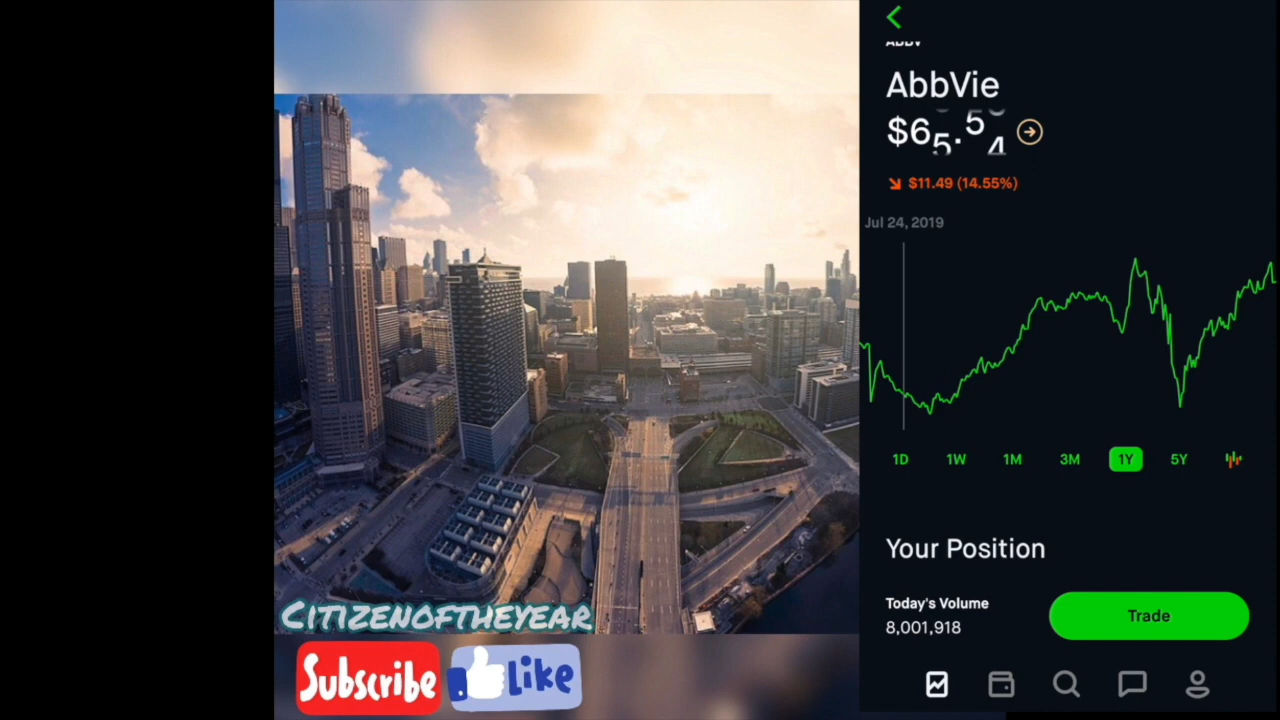 AbbVie
$11.49 (14.55%)
Jul 24, 2019
1D 1W 1M 3M 1Y 5Y
Your Position
Today's Volume
8,001,918
Trade
CITIZENOFTHEYEAR
Subscribe
Like